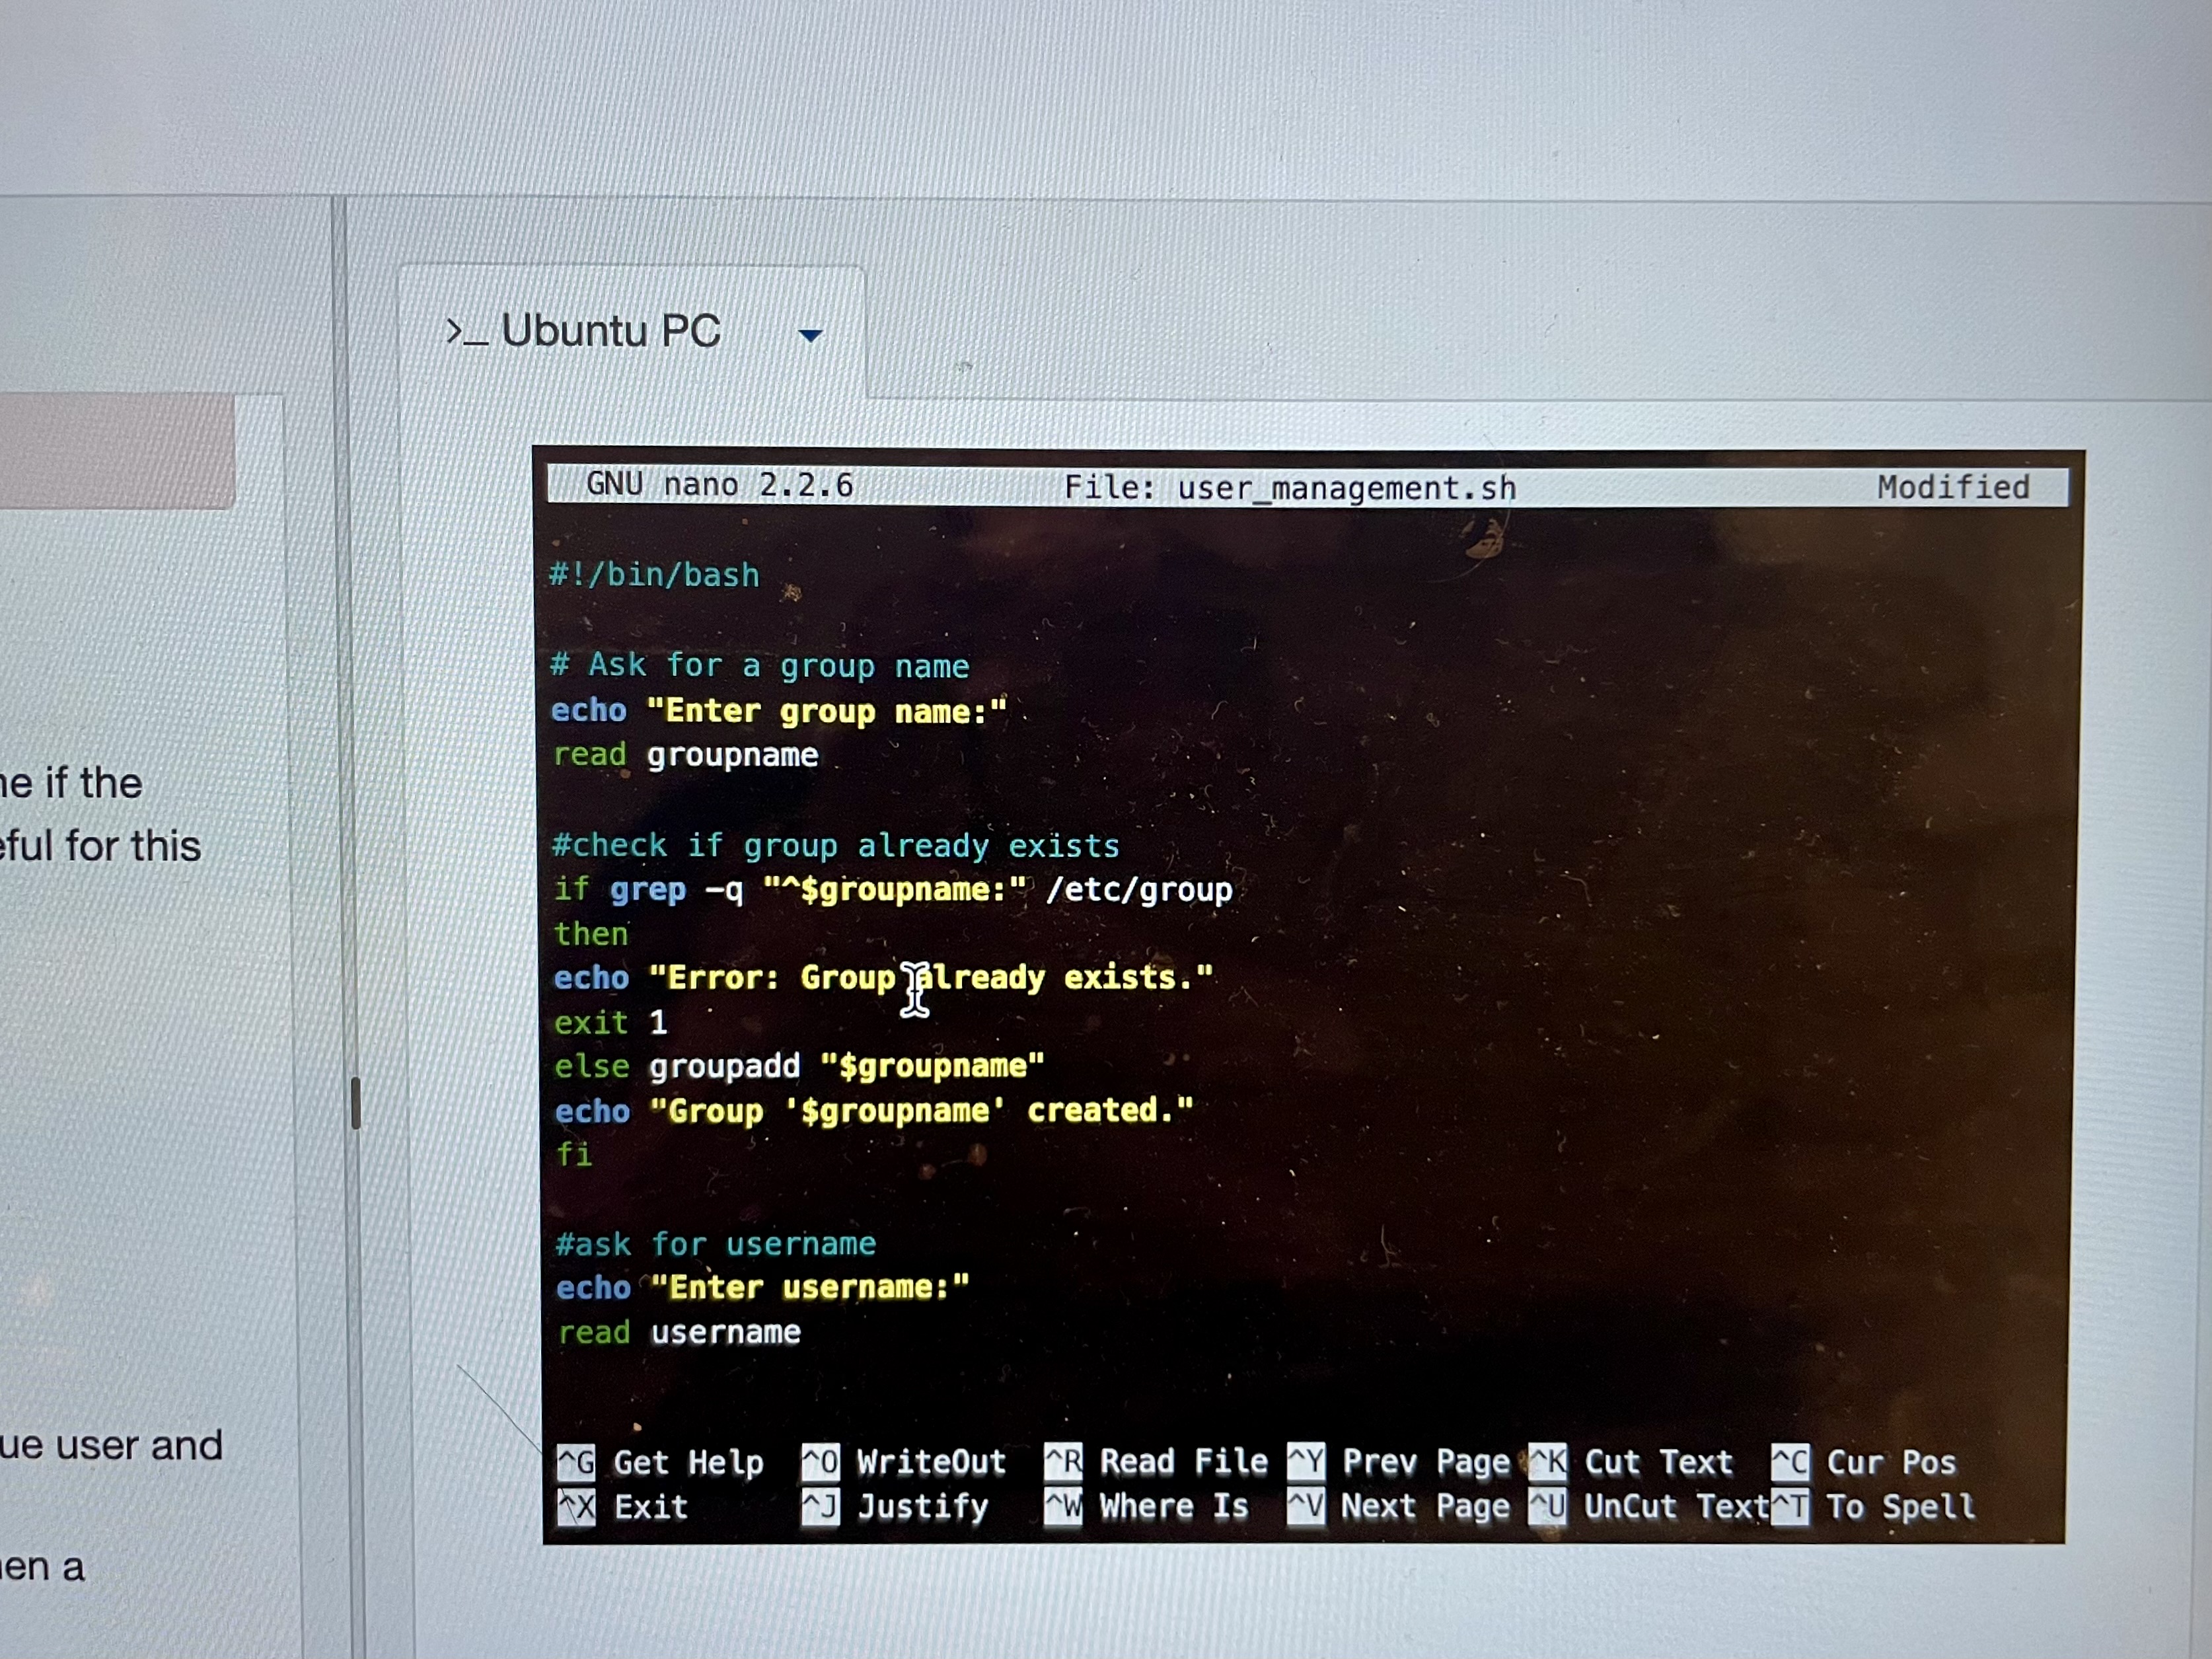 >_ Ubuntu PC
GNU nano 2.2.6 File: user_management.sh Modified
#!/bin/bash
# Ask for a group name
echo "Enter group name:"
read groupname
#check if group already exists
if grep -q "^$groupname:" /etc/group
then
echo "Error: Group already exists."
exit 1
else groupadd "$groupname"
echo "Group '$groupname' created."
fi
#ask for username
echo "Enter username:"
read username
^G Get Help ^O WriteOut ^R Read File ^Y Prev Page ^K Cut Text ^C Cur Pos
^X Exit ^J Justify ^W Where Is ^V Next Page ^U UnCut Text ^T To Spell
if the
for this
user and
a